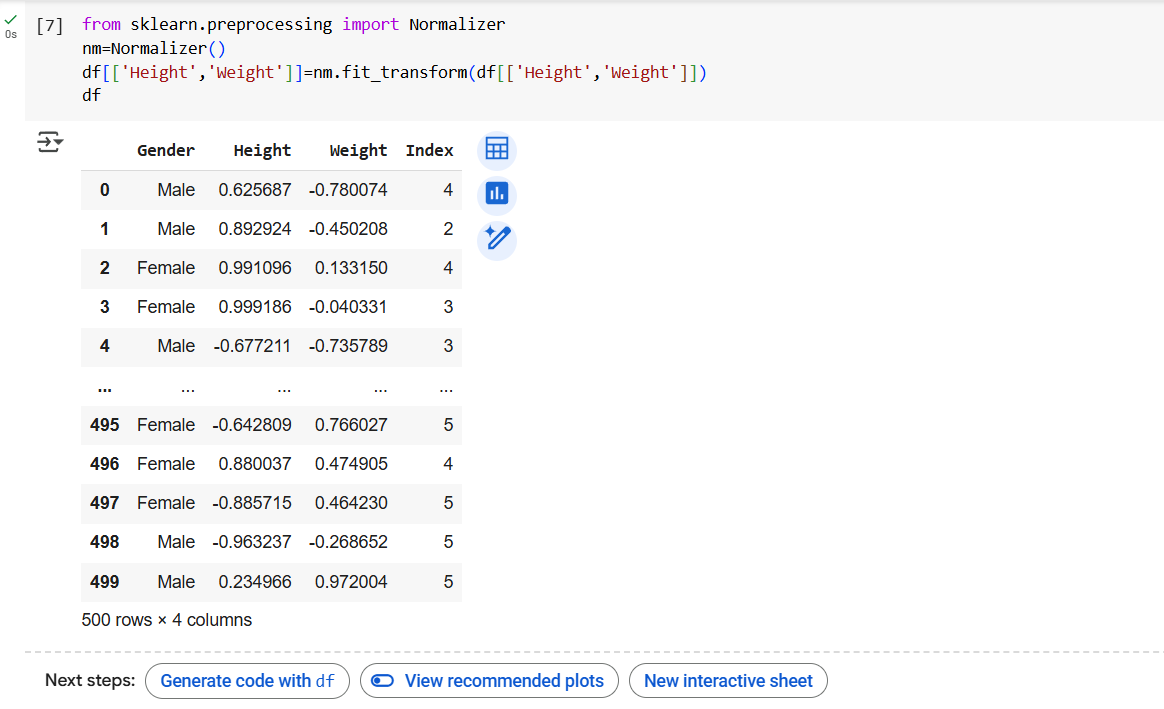 [7] from sklearn.preprocessing import Normalizer
0s nm=Normalizer()
df[['Height','Weight']]=nm.fit_transform(df[['Height','Weight']])
df
Gender Height Weight Index
0 Male 0.625687 -0.780074 4
1 Male 0.892924 -0.450208 2
2 Female 0.991096 0.133150 4
3 Female 0.999186 -0.040331 3
4 Male -0.677211 -0.735789 3
... ... ... ... ...
495 Female -0.642809 0.766027 5
496 Female 0.880037 0.474905 4
497 Female -0.885715 0.464230 5
498 Male -0.963237 -0.268652 5
499 Male 0.234966 0.972004 5
500 rows × 4 columns
Next steps: Generate code with df View recommended plots New interactive sheet